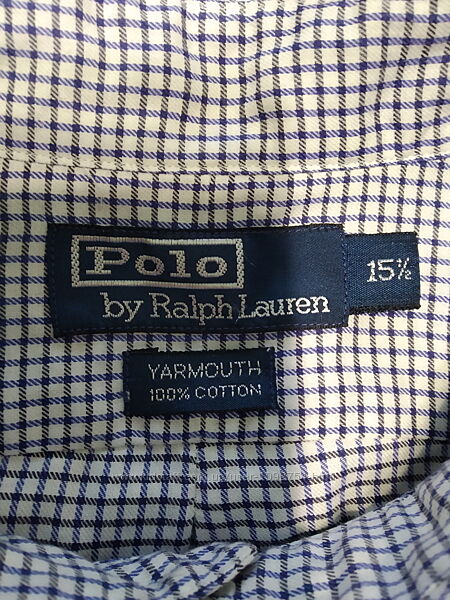 Polo
by Ralph Lauren
15½
YARMOUTH
100% COTTON